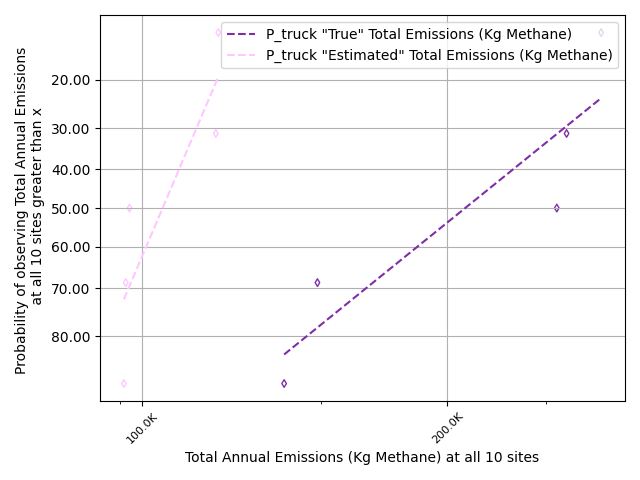 P_truck "True" Total Emissions (Kg Methane)
P_truck "Estimated" Total Emissions (Kg Methane)
20.00
30.00
40.00
50.00
60.00
70.00
80.00
Probability of observing Total Annual Emissions
at all 10 sites greater than x
100.0K
200.0K
Total Annual Emissions (Kg Methane) at all 10 sites